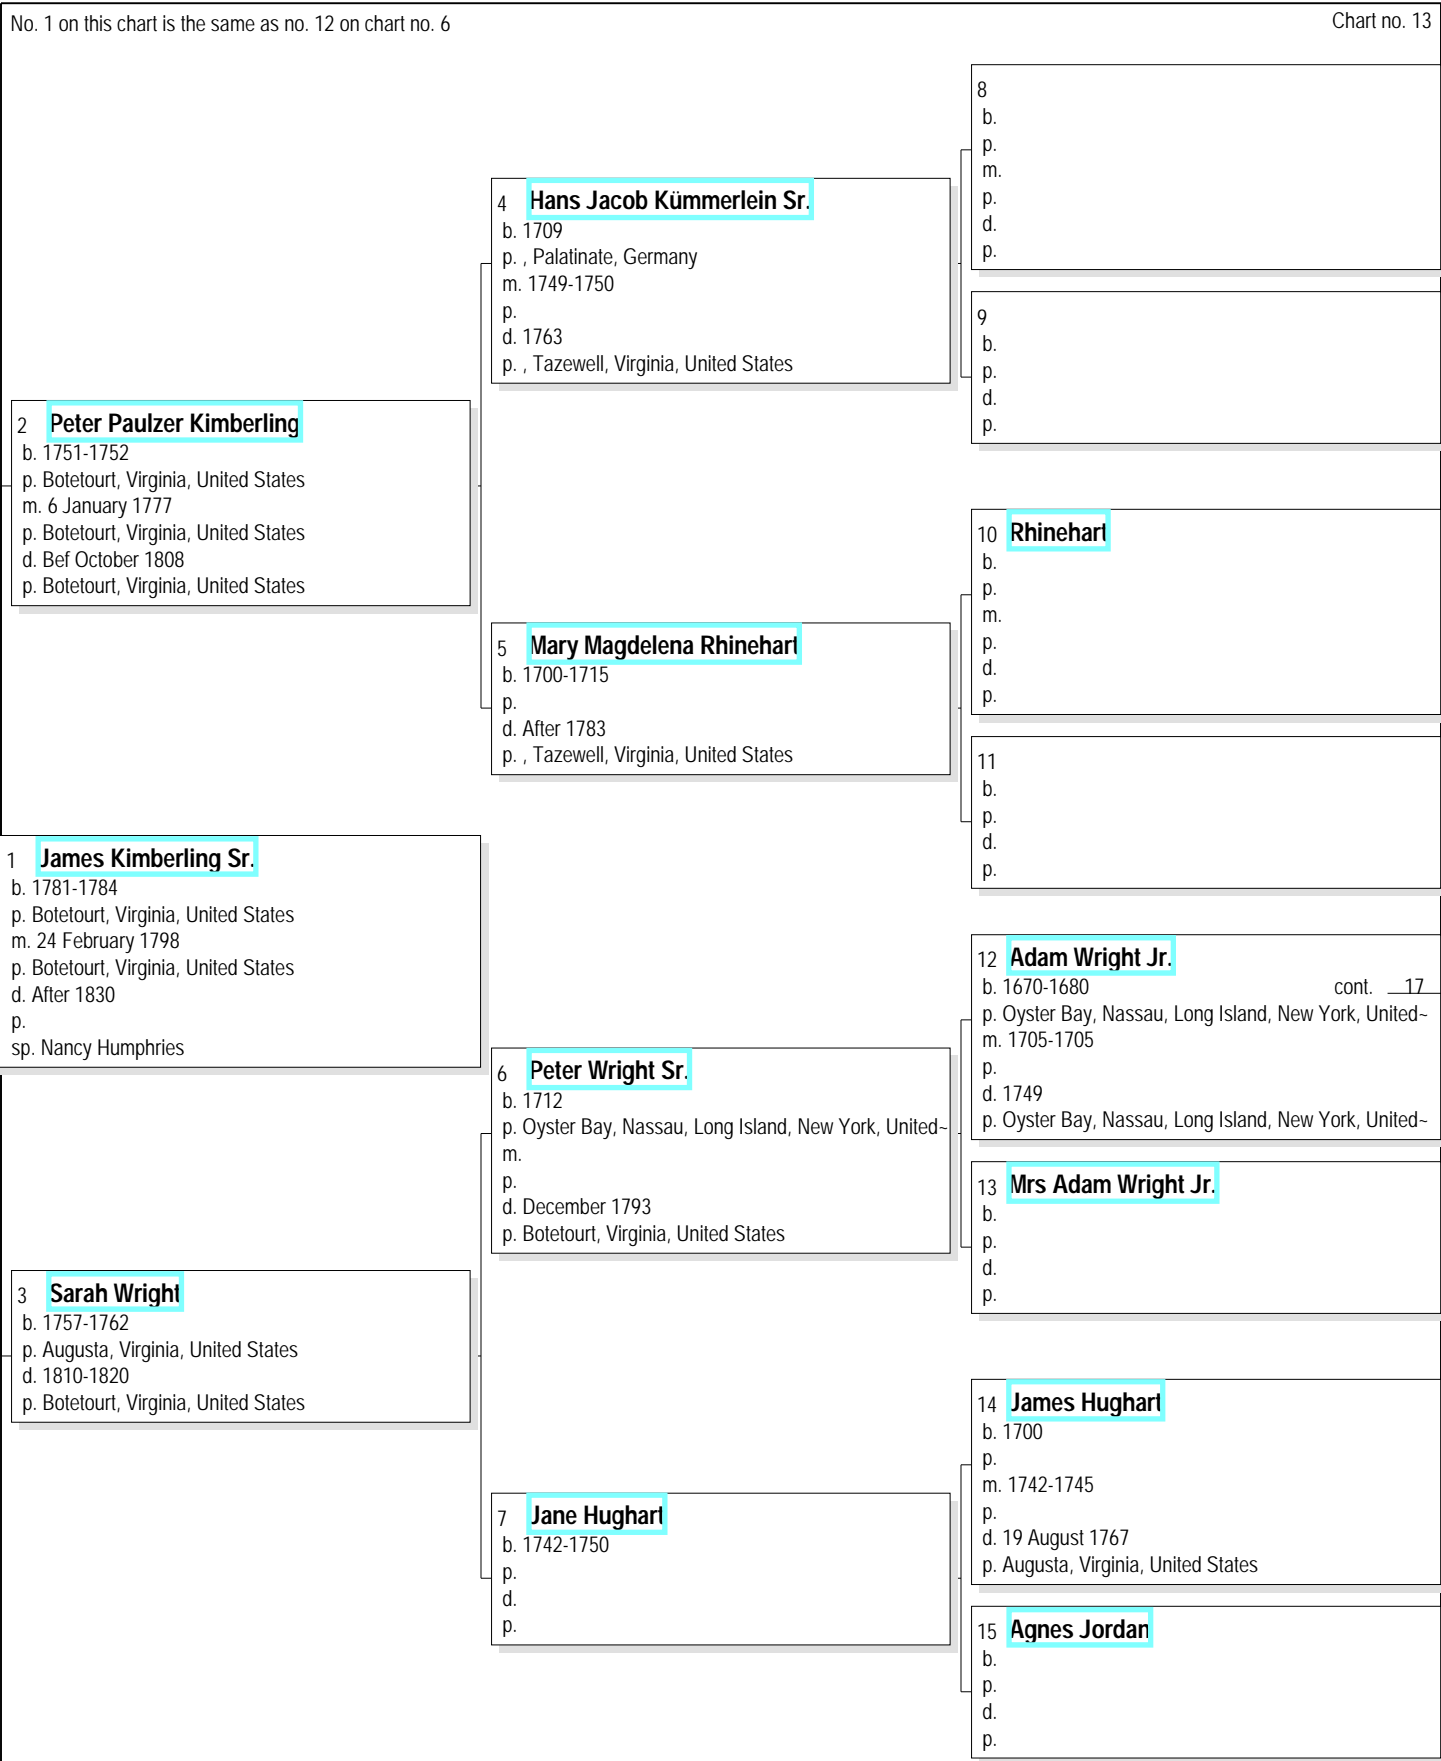 No. 1 on this chart is the same as no. 12 on chart no. 6
Chart no. 13
8
b.
p.
m.
p.
d.
p.
4 Hans Jacob Kümmerlein Sr.
b. 1709
p. , Palatinate, Germany
m. 1749-1750
p.
d. 1763
p. , Tazewell, Virginia, United States
9
b.
p.
d.
p.
2 Peter Paulzer Kimberling
b. 1751-1752
p. Botetourt, Virginia, United States
m. 6 January 1777
p. Botetourt, Virginia, United States
d. Bef October 1808
p. Botetourt, Virginia, United States
10 Rhinehart
b.
p.
m.
p.
d.
p.
5 Mary Magdelena Rhinehart
b. 1700-1715
p.
d. After 1783
p. , Tazewell, Virginia, United States
11
b.
p.
d.
p.
1 James Kimberling Sr.
b. 1781-1784
p. Botetourt, Virginia, United States
m. 24 February 1798
p. Botetourt, Virginia, United States
d. After 1830
p.
sp. Nancy Humphries
12 Adam Wright Jr.
b. 1670-1680 cont. 17
p. Oyster Bay, Nassau, Long Island, New York, United~
m. 1705-1705
p.
d. 1749
p. Oyster Bay, Nassau, Long Island, New York, United~
6 Peter Wright Sr.
b. 1712
p. Oyster Bay, Nassau, Long Island, New York, United~
m.
p.
d. December 1793
p. Botetourt, Virginia, United States
13 Mrs Adam Wright Jr.
b.
p.
d.
p.
3 Sarah Wright
b. 1757-1762
p. Augusta, Virginia, United States
d. 1810-1820
p. Botetourt, Virginia, United States
14 James Hughart
b. 1700
p.
m. 1742-1745
p.
d. 19 August 1767
p. Augusta, Virginia, United States
7 Jane Hughart
b. 1742-1750
p.
d.
p.
15 Agnes Jordan
b.
p.
d.
p.